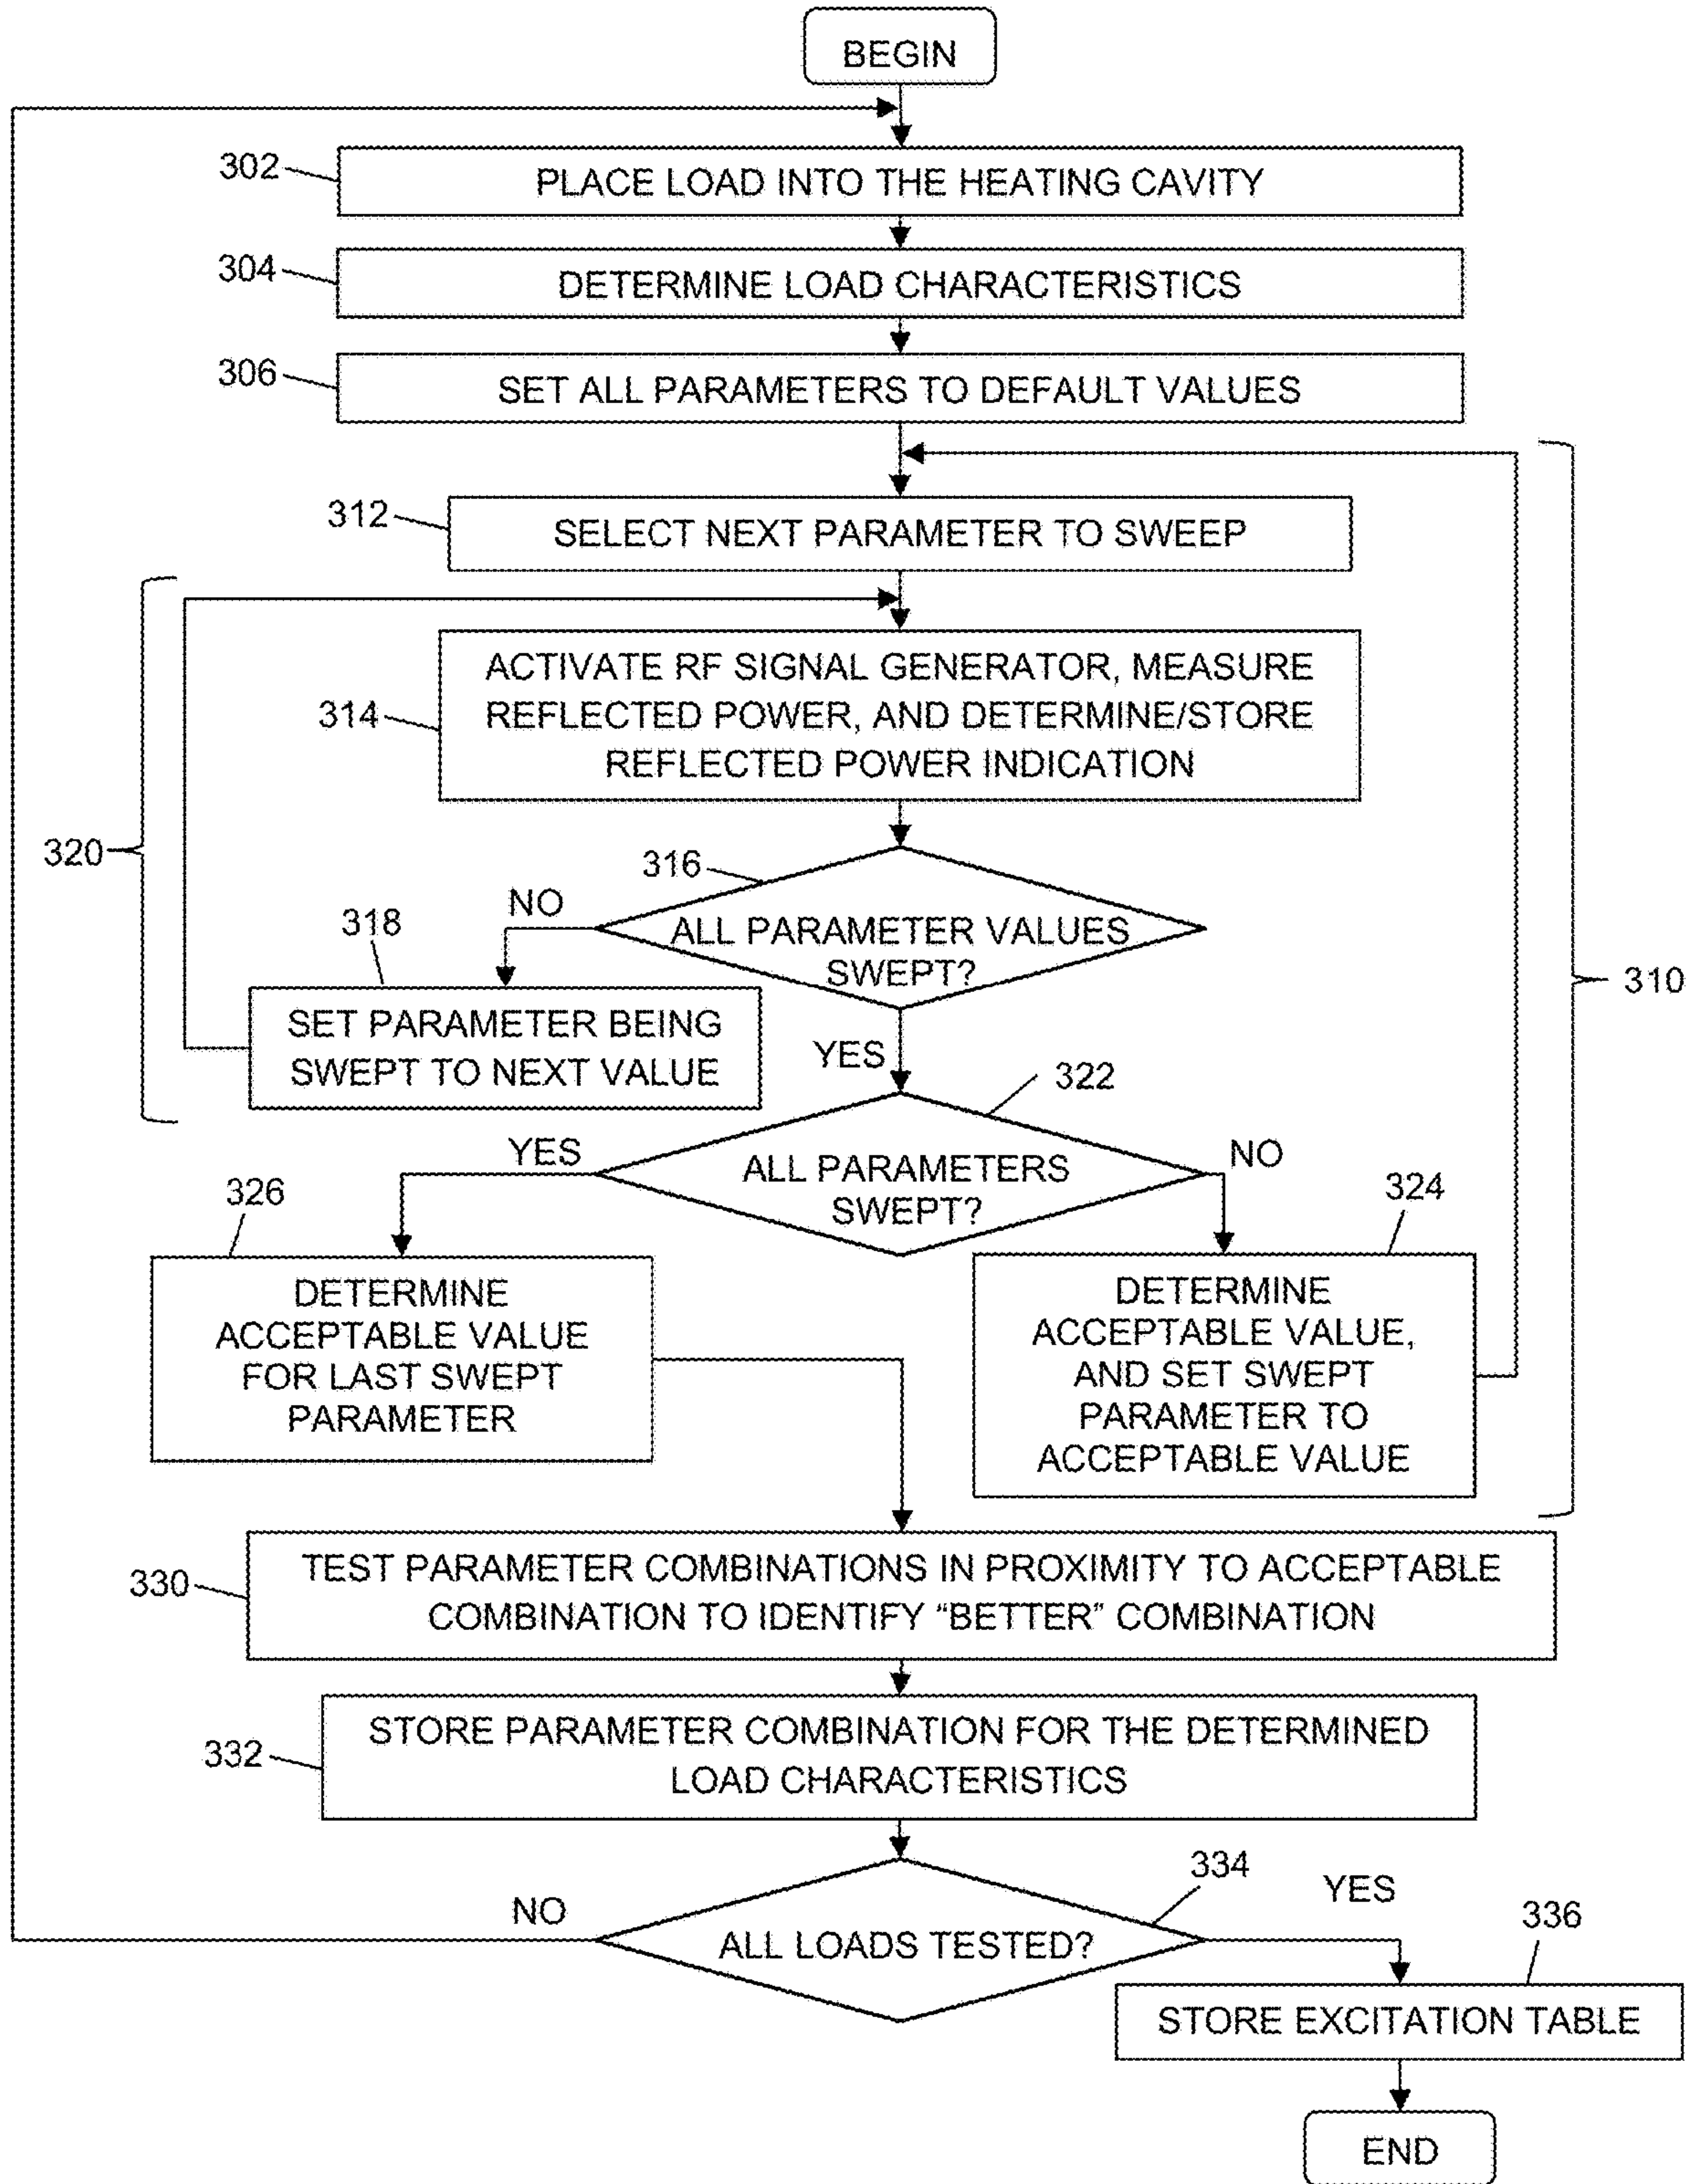 BEGIN
302
PLACE LOAD INTO THE HEATING CAVITY
304
DETERMINE LOAD CHARACTERISTICS
306
SET ALL PARAMETERS TO DEFAULT VALUES
312
SELECT NEXT PARAMETER TO SWEEP
314
ACTIVATE RF SIGNAL GENERATOR, MEASURE
REFLECTED POWER, AND DETERMINE/STORE
REFLECTED POWER INDICATION
320
316
NO
ALL PARAMETER VALUES
SWEPT?
318
SET PARAMETER BEING
SWEPT TO NEXT VALUE
310
YES
322
YES
ALL PARAMETERS
SWEPT?
NO
326
DETERMINE
ACCEPTABLE VALUE
FOR LAST SWEPT
PARAMETER
324
DETERMINE
ACCEPTABLE VALUE,
AND SET SWEPT
PARAMETER TO
ACCEPTABLE VALUE
330
TEST PARAMETER COMBINATIONS IN PROXIMITY TO ACCEPTABLE
COMBINATION TO IDENTIFY “BETTER” COMBINATION
332
STORE PARAMETER COMBINATION FOR THE DETERMINED
LOAD CHARACTERISTICS
334
NO
ALL LOADS TESTED?
YES
336
STORE EXCITATION TABLE
END